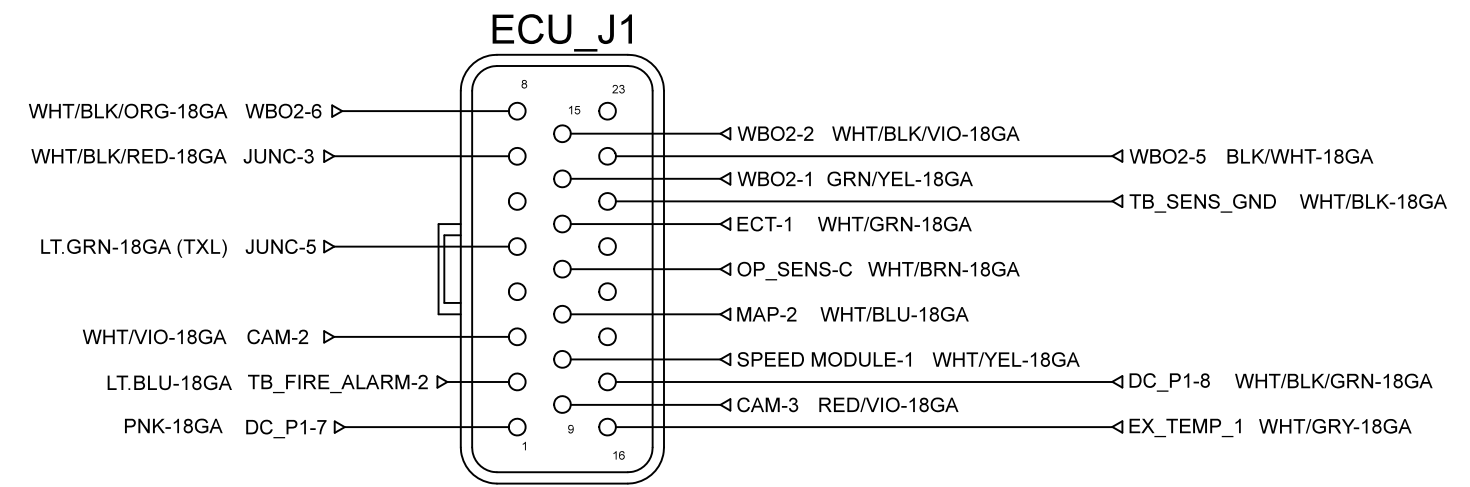 ECU_J1
8
23
WHT/BLK/ORG-18GA WBO2-6
15
WBO2-2 WHT/BLK/VIO-18GA
WHT/BLK/RED-18GA JUNC-3
WBO2-5 BLK/WHT-18GA
WBO2-1 GRN/YEL-18GA
TB_SENS_GND WHT/BLK-18GA
ECT-1 WHT/GRN-18GA
LT.GRN-18GA (TXL) JUNC-5
OP_SENS-C WHT/BRN-18GA
MAP-2 WHT/BLU-18GA
WHT/VIO-18GA CAM-2
SPEED MODULE-1 WHT/YEL-18GA
LT.BLU-18GA TB_FIRE_ALARM-2
DC_P1-8 WHT/BLK/GRN-18GA
CAM-3 RED/VIO-18GA
PNK-18GA DC_P1-7
9
EX_TEMP_1 WHT/GRY-18GA
1
16